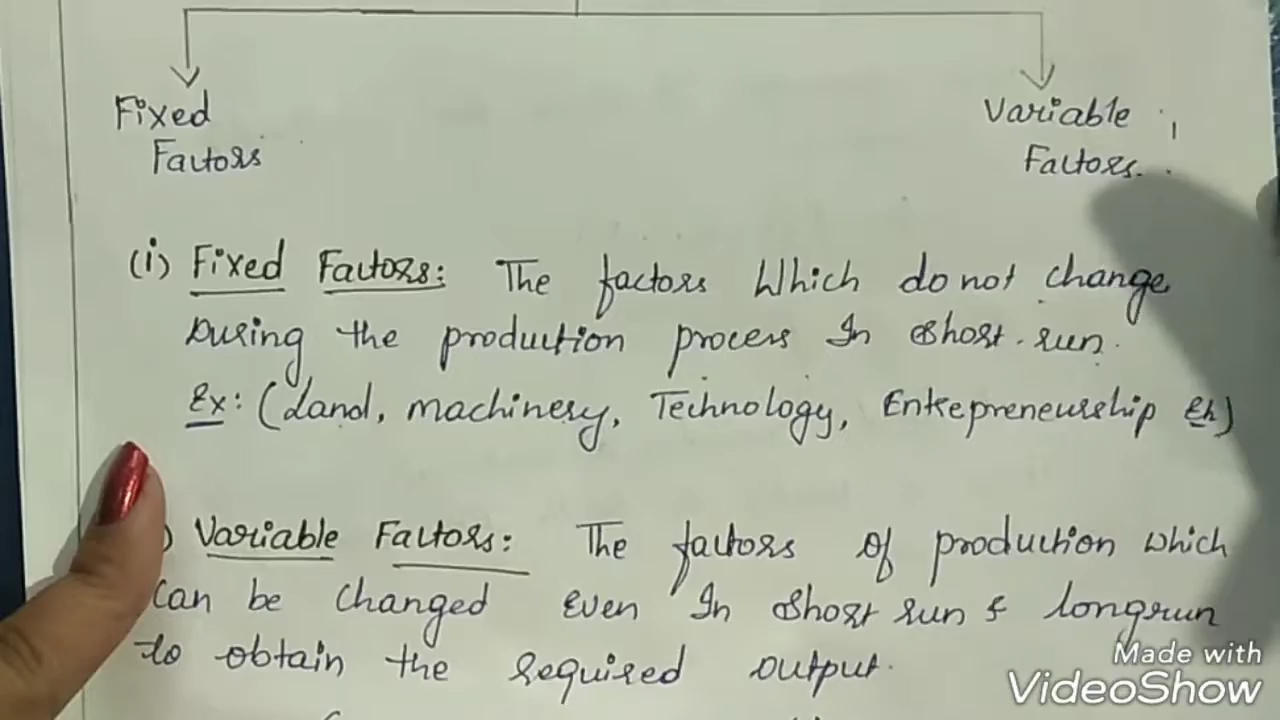 Fixed
Factors
Variable
Factors.
(i) Fixed Factors: The factors Which do not change
During the production process In Short-run.
Ex: (Land, machinery, Technology, Entrepreneurship Etc)
) Variable Factors: The factors of production which
can be changed Even In Short run & longrun
to obtain the required output.
Made with
VideoShow